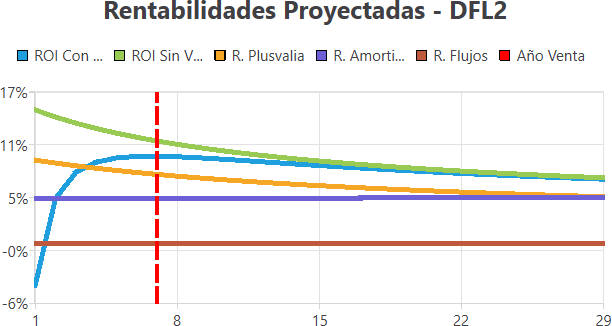 Rentabilidades Proyectadas - DFL2
ROI Con ... ROI Sin V... R. Plusvalia R. Amorti... R. Flujos Año Venta
17%
11%
5%
-0%
-6%
1 8 15 22 29